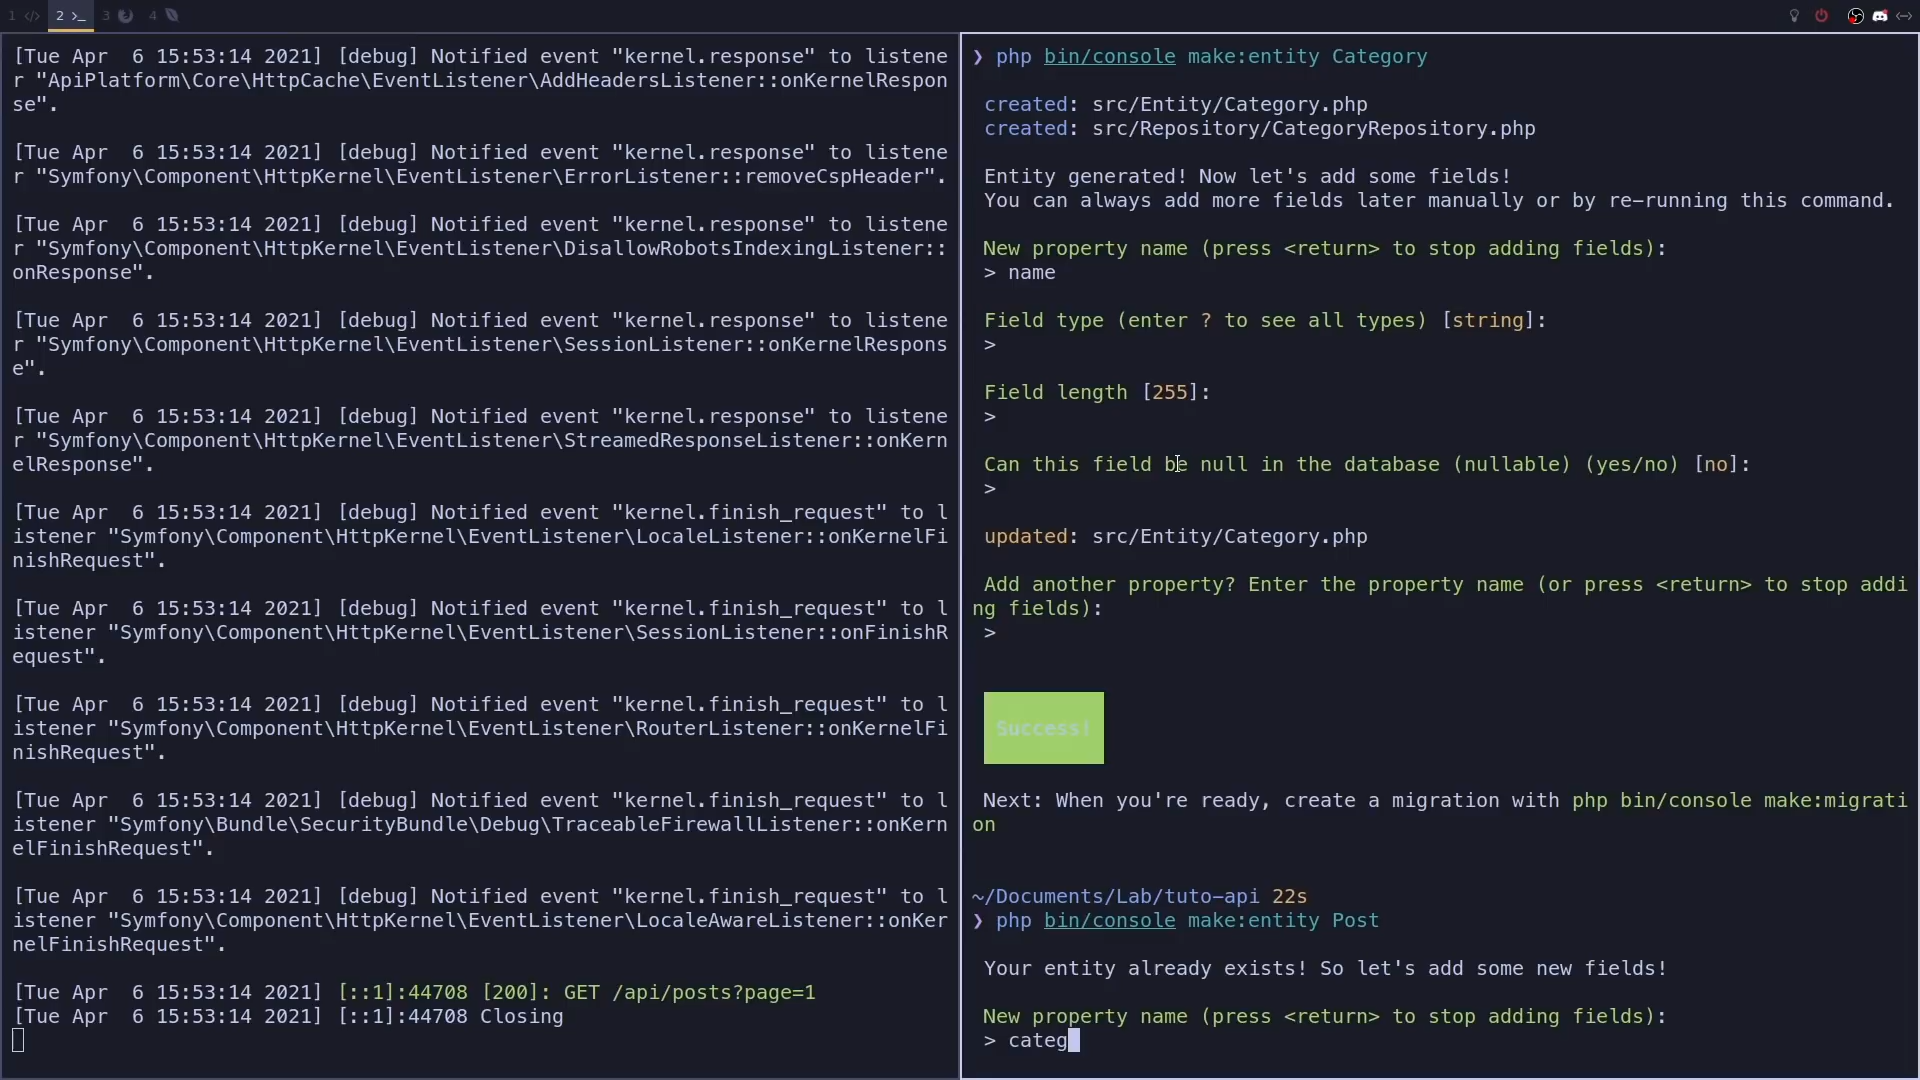 1
2
3
4
[Tue Apr  6 15:53:14 2021] [debug] Notified event "kernel.response" to listene
r "ApiPlatform\Core\HttpCache\EventListener\AddHeadersListener::onKernelRespon
se".
[Tue Apr  6 15:53:14 2021] [debug] Notified event "kernel.response" to listene
r "Symfony\Component\HttpKernel\EventListener\ErrorListener::removeCspHeader".
[Tue Apr  6 15:53:14 2021] [debug] Notified event "kernel.response" to listene
r "Symfony\Component\HttpKernel\EventListener\DisallowRobotsIndexingListener::
onResponse".
[Tue Apr  6 15:53:14 2021] [debug] Notified event "kernel.response" to listene
r "Symfony\Component\HttpKernel\EventListener\SessionListener::onKernelRespons
e".
[Tue Apr  6 15:53:14 2021] [debug] Notified event "kernel.response" to listene
r "Symfony\Component\HttpKernel\EventListener\StreamedResponseListener::onKern
elResponse".
[Tue Apr  6 15:53:14 2021] [debug] Notified event "kernel.finish_request" to l
istener "Symfony\Component\HttpKernel\EventListener\LocaleListener::onKernelFi
nishRequest".
[Tue Apr  6 15:53:14 2021] [debug] Notified event "kernel.finish_request" to l
istener "Symfony\Component\HttpKernel\EventListener\SessionListener::onFinishR
equest".
[Tue Apr  6 15:53:14 2021] [debug] Notified event "kernel.finish_request" to l
istener "Symfony\Component\HttpKernel\EventListener\RouterListener::onKernelFi
nishRequest".
[Tue Apr  6 15:53:14 2021] [debug] Notified event "kernel.finish_request" to l
istener "Symfony\Bundle\SecurityBundle\Debug\TraceableFirewallListener::onKern
elFinishRequest".
[Tue Apr  6 15:53:14 2021] [debug] Notified event "kernel.finish_request" to l
istener "Symfony\Component\HttpKernel\EventListener\LocaleAwareListener::onKer
nelFinishRequest".
[Tue Apr  6 15:53:14 2021] [::1]:44708 [200]: GET /api/posts?page=1
[Tue Apr  6 15:53:14 2021] [::1]:44708 Closing
❯ php bin/console make:entity Category
created: src/Entity/Category.php
created: src/Repository/CategoryRepository.php
Entity generated! Now let's add some fields!
You can always add more fields later manually or by re-running this command.
New property name (press <return> to stop adding fields):
> name
Field type (enter ? to see all types) [string]:
>
Field length [255]:
>
Can this field be null in the database (nullable) (yes/no) [no]:
>
updated: src/Entity/Category.php
Add another property? Enter the property name (or press <return> to stop addi
ng fields):
>
Success!
Next: When you're ready, create a migration with php bin/console make:migrati
on
~/Documents/Lab/tuto-api 22s
❯ php bin/console make:entity Post
Your entity already exists! So let's add some new fields!
New property name (press <return> to stop adding fields):
> categ